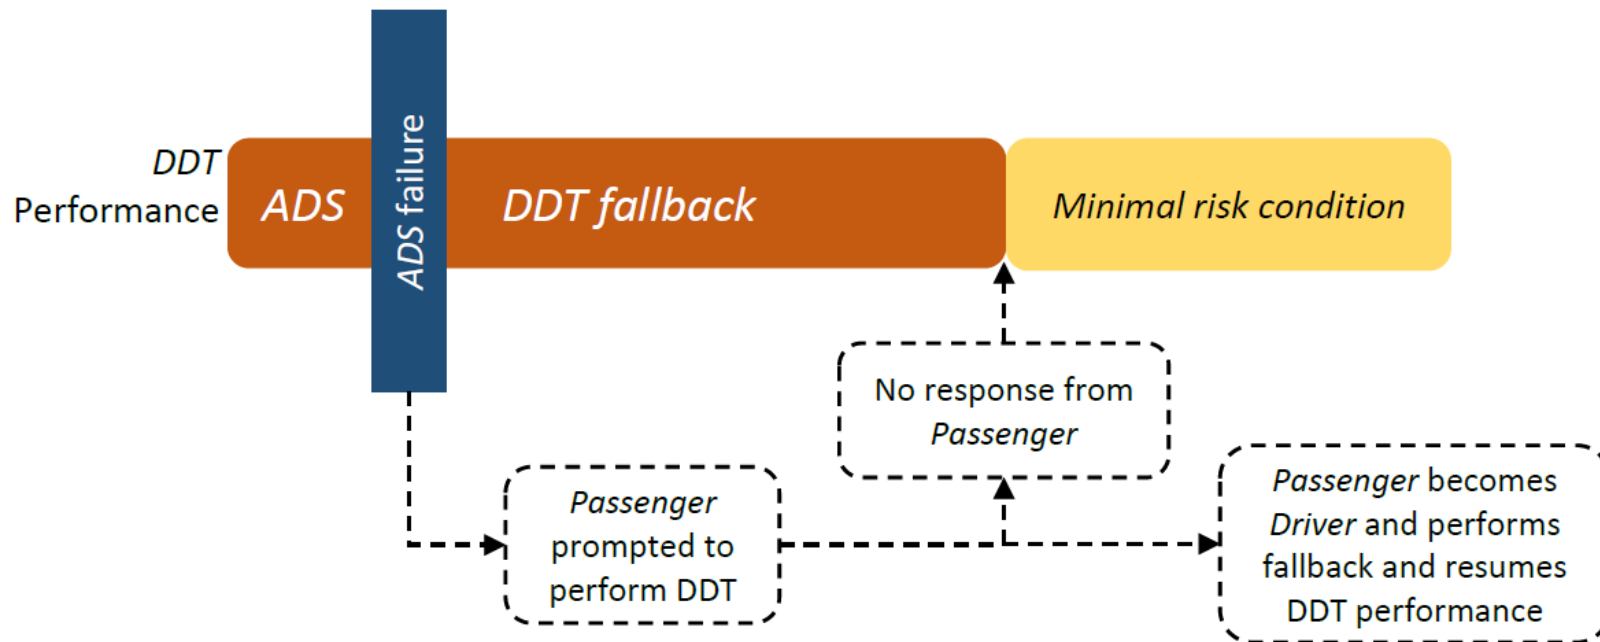 DDT
Performance
ADS
ADS failure
DDT fallback
Minimal risk condition
No response from
Passenger
Passenger
prompted to
perform DDT
Passenger becomes
Driver and performs
fallback and resumes
DDT performance